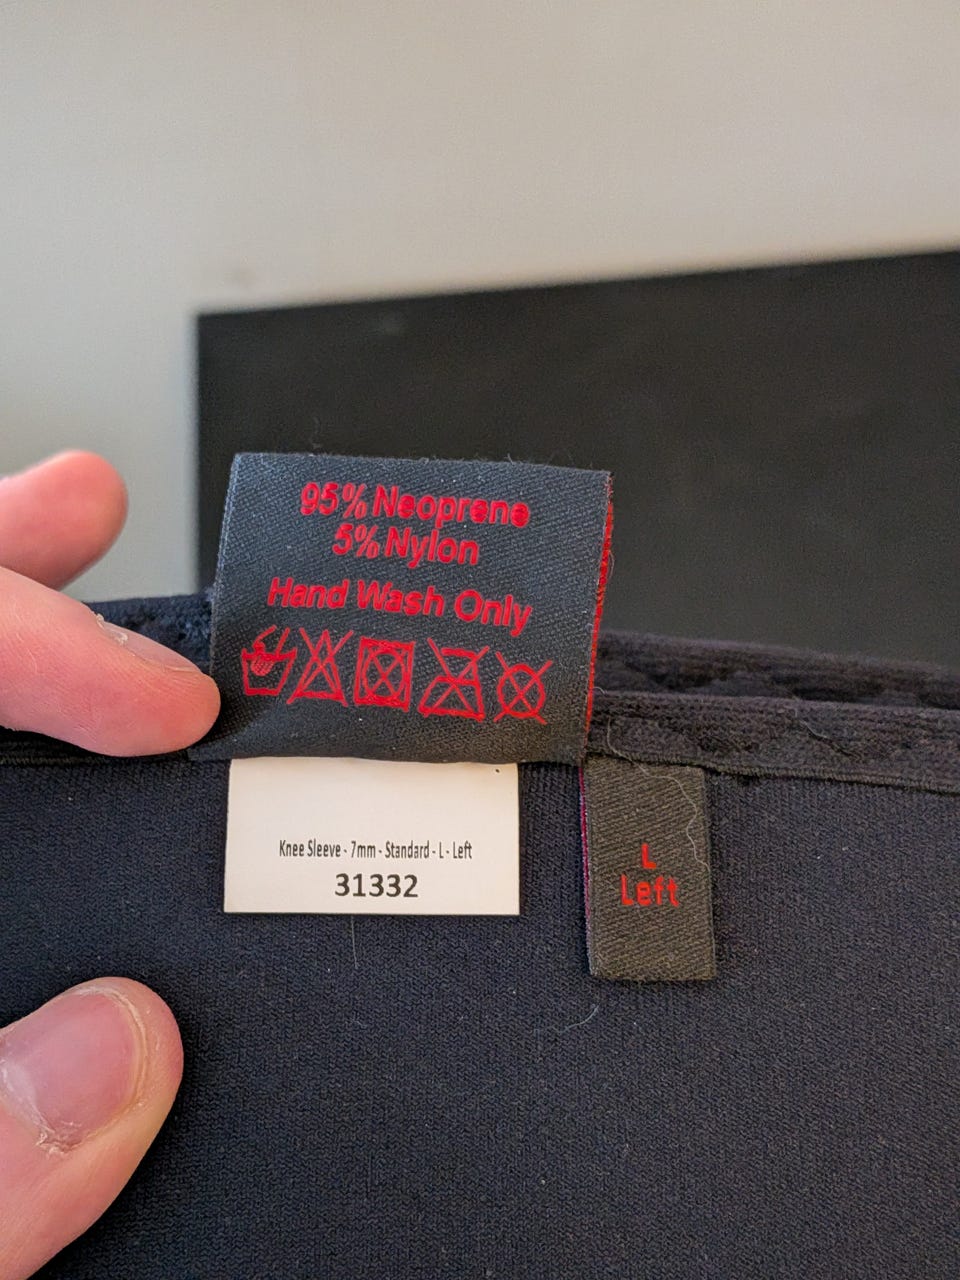 95% Neoprene
5% Nylon
Hand Wash Only
Knee Sleeve - 7mm - Standard - L - Left
31332
L
Left